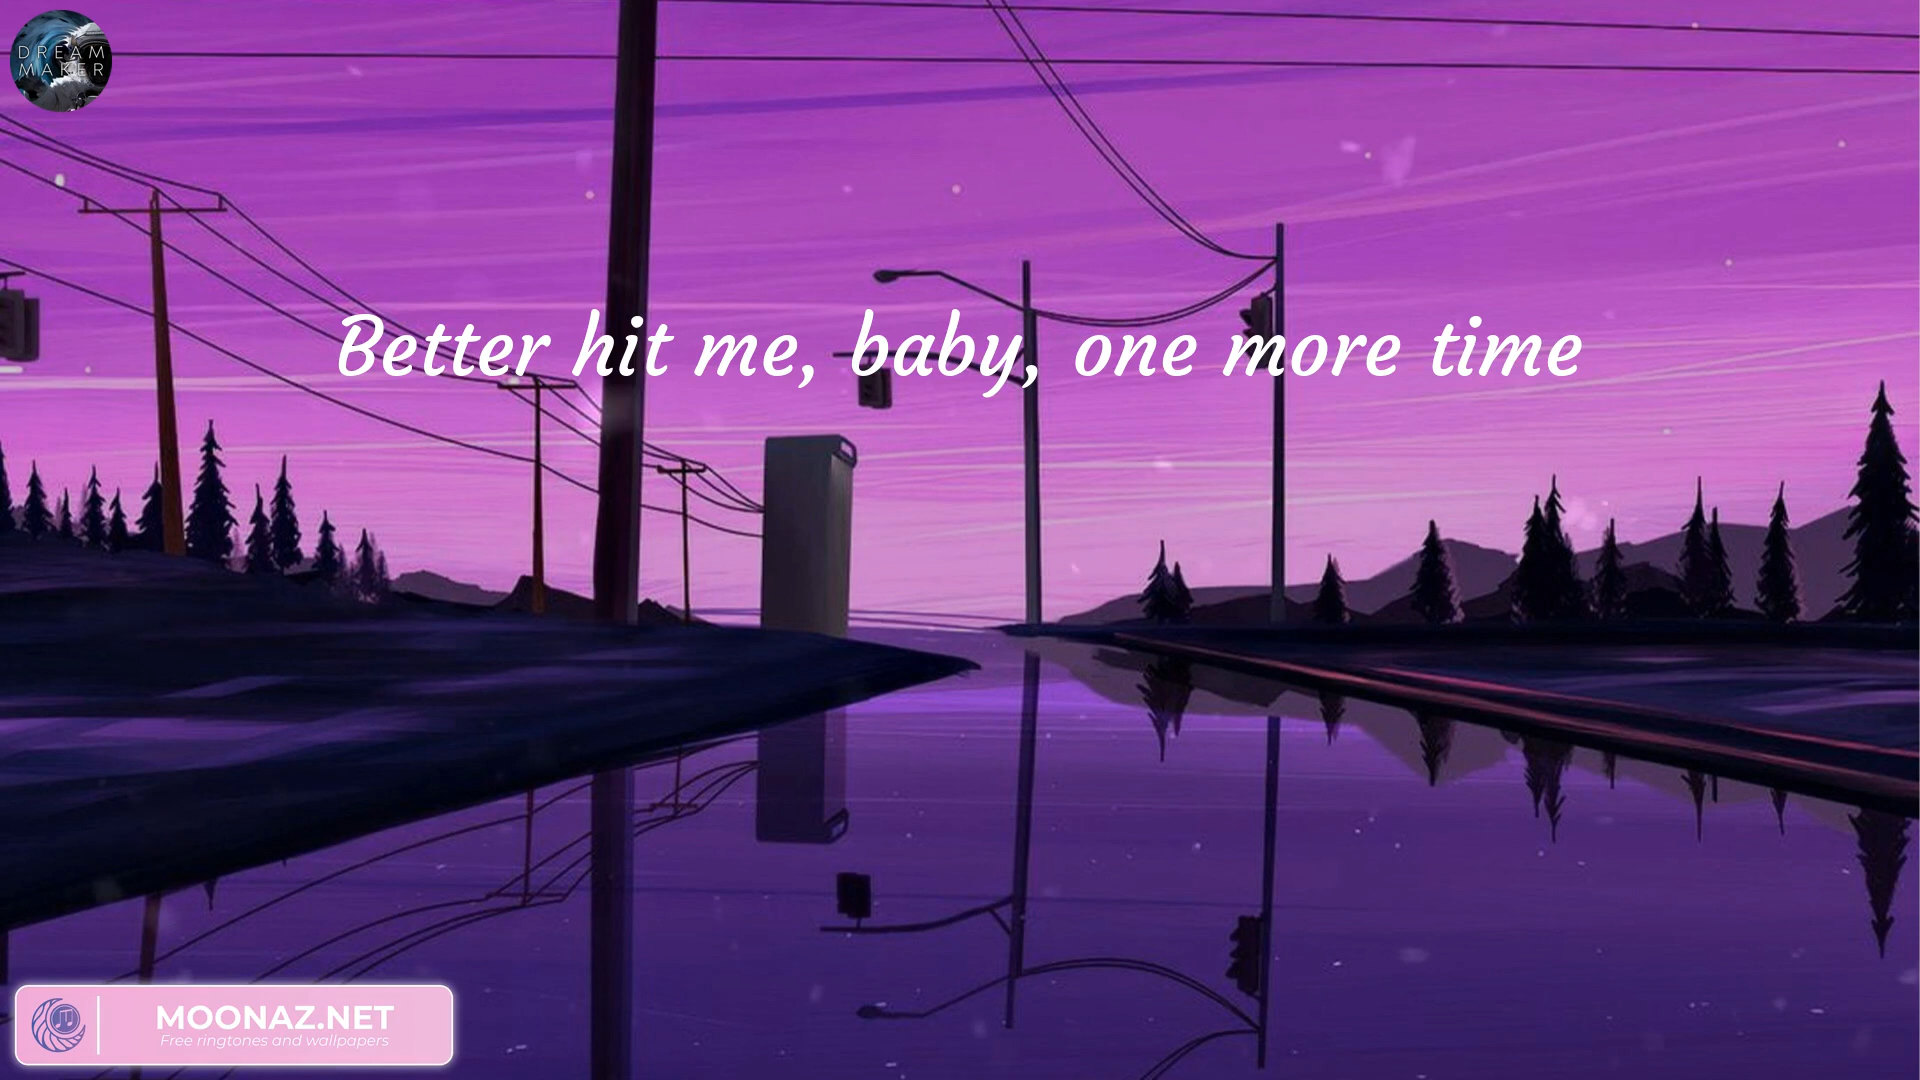 DREAM
MAKER
Better hit me, baby, one more time
MOONAZ.NET
Free ringtones and wallpapers